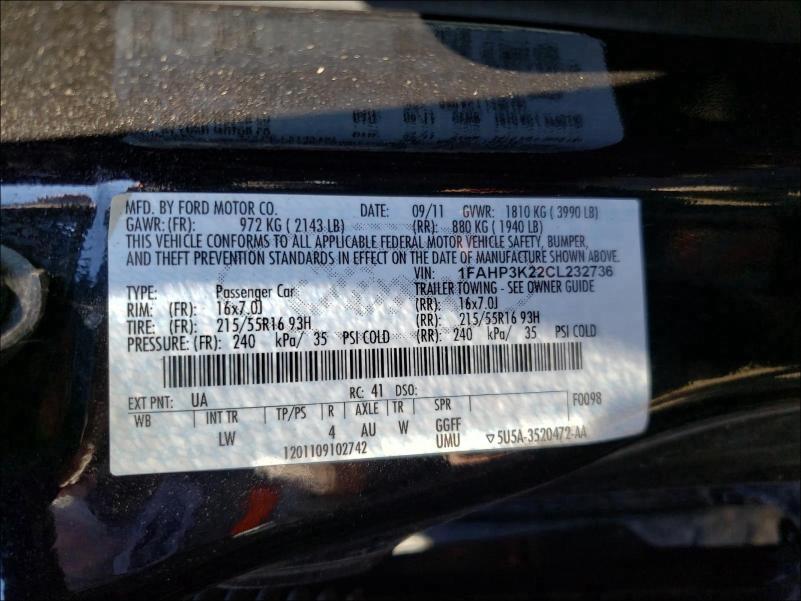 MFD. BY FORD MOTOR CO. DATE: 09/11 GVWR: 1810 KG ( 3990 LB)
GAWR: (FR): 972 KG ( 2143 LB) (RR): 880 KG ( 1940 LB)
THIS VEHICLE CONFORMS TO ALL APPLICABLE FEDERAL MOTOR VEHICLE SAFETY, BUMPER,
AND THEFT PREVENTION STANDARDS IN EFFECT ON THE DATE OF MANUFACTURE SHOWN ABOVE.
VIN: 1FAHP3K22CL232736
TYPE: Passenger Car TRAILER TOWING - SEE OWNER GUIDE
RIM: (FR): 16x7.0J (RR): 16x7.0J
TIRE: (FR): 215/55R16 93H (RR): 215/55R16 93H
PRESSURE: (FR): 240 kPa/ 35 PSI COLD (RR): 240 kPa/ 35 PSI COLD
EXT PNT: UA RC: 41 DSO: F0098
WB INT TR TP/PS R AXLE TR SPR
LW 4 AU W GGFF
UMU
1201109102742 ▽5U5A-3520472-AA